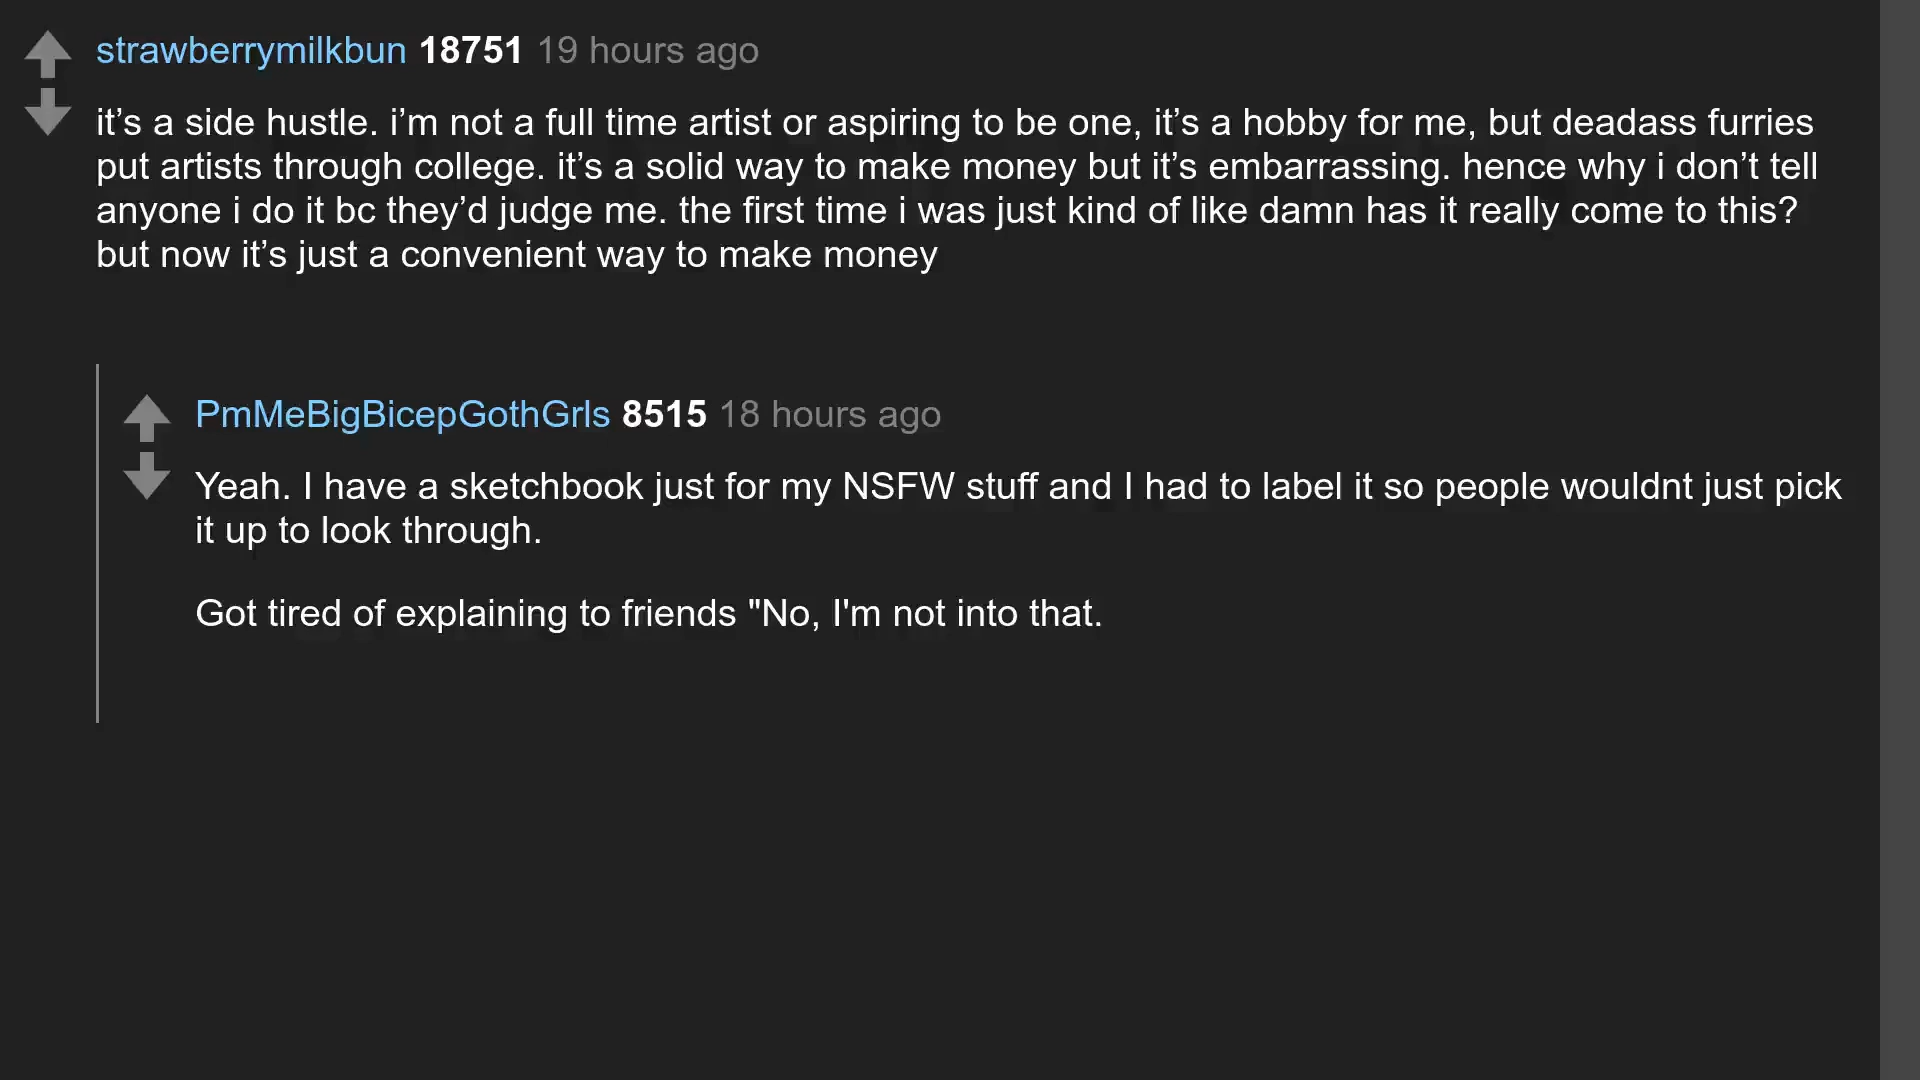 strawberrymilkbun 18751 19 hours ago
it’s a side hustle. i’m not a full time artist or aspiring to be one, it’s a hobby for me, but deadass furries
put artists through college. it’s a solid way to make money but it’s embarrassing. hence why i don’t tell
anyone i do it bc they’d judge me. the first time i was just kind of like damn has it really come to this?
but now it’s just a convenient way to make money
PmMeBigBicepGothGrls 8515 18 hours ago
Yeah. I have a sketchbook just for my NSFW stuff and I had to label it so people wouldnt just pick
it up to look through.
Got tired of explaining to friends "No, I'm not into that.